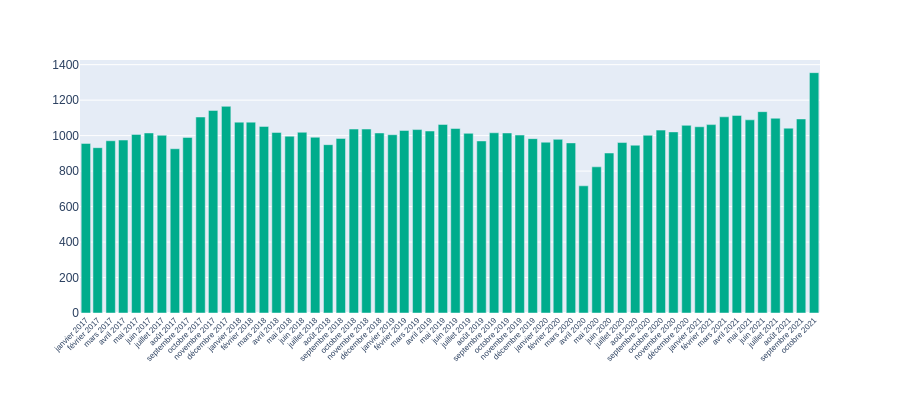 1400
1200
1000
800
600
400
200
0
janvier 2017
février 2017
mars 2017
avril 2017
mai 2017
juin 2017
juillet 2017
août 2017
septembre 2017
octobre 2017
novembre 2017
décembre 2017
janvier 2018
février 2018
mars 2018
avril 2018
mai 2018
juin 2018
juillet 2018
août 2018
septembre 2018
octobre 2018
novembre 2018
décembre 2018
janvier 2019
février 2019
mars 2019
avril 2019
mai 2019
juin 2019
juillet 2019
août 2019
septembre 2019
octobre 2019
novembre 2019
décembre 2019
janvier 2020
février 2020
mars 2020
avril 2020
mai 2020
juin 2020
juillet 2020
août 2020
septembre 2020
octobre 2020
novembre 2020
décembre 2020
janvier 2021
février 2021
mars 2021
avril 2021
mai 2021
juin 2021
juillet 2021
août 2021
septembre 2021
octobre 2021